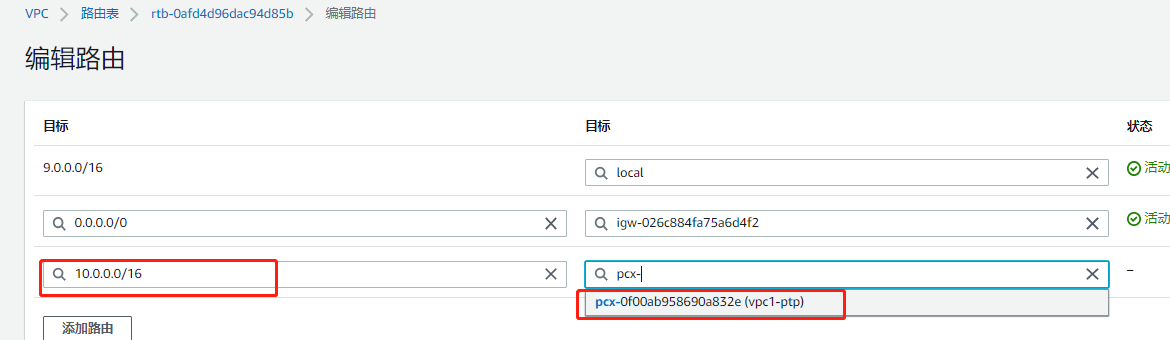 VPC > 路由表 > rtb-0afd4d96dac94d85b > 编辑路由
编辑路由
目标 目标 状态
9.0.0.0/16 local 活动
0.0.0.0/0 igw-026c884fa75a6d4f2 活动
10.0.0.0/16 pcx- –
pcx-0f00ab958690a832e (vpc1-ptp)
添加路由